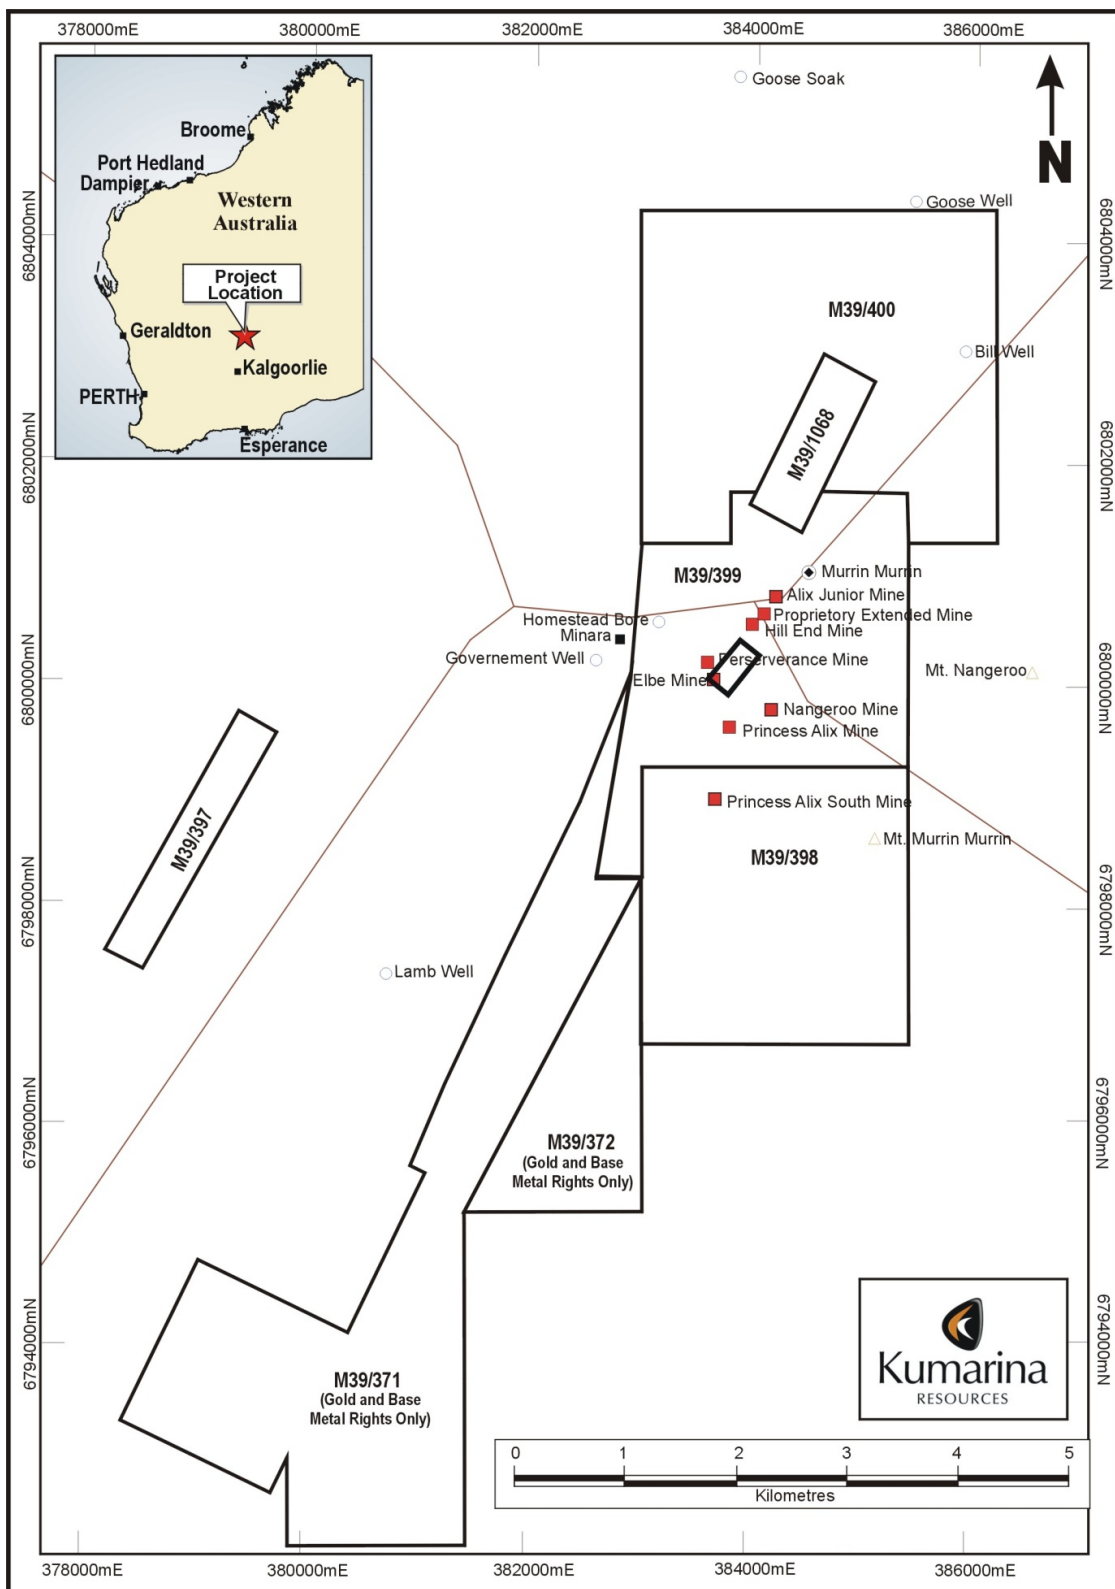 378000mE
380000mE
382000mE
384000mE
386000mE
Goose Soak
N
Broome
Port Hedland
Dampier
Western
Australia
Project
Location
Geraldton
Kalgoorlie
PERTH
Esperance
Goose Well
6804000mN
6804000mN
M39/400
Bill Well
M39/1068
6802000mN
6802000mN
M39/399
Murrin Murrin
Alix Junior Mine
Homestead Bore
Proprietory Extended Mine
Minara
Hill End Mine
Governement Well
Perserverance Mine
Elbe Mine
Mt. Nangeroo
6800000mN
6800000mN
Nangeroo Mine
Princess Alix Mine
Princess Alix South Mine
M39/397
M39/398
Mt. Murrin Murrin
6798000mN
6798000mN
Lamb Well
6796000mN
6796000mN
M39/372
(Gold and Base
Metal Rights Only)
6794000mN
6794000mN
M39/371
(Gold and Base
Metal Rights Only)
Kumarina
RESOURCES
0 1 2 3 4 5
Kilometres
378000mE
380000mE
382000mE
384000mE
386000mE